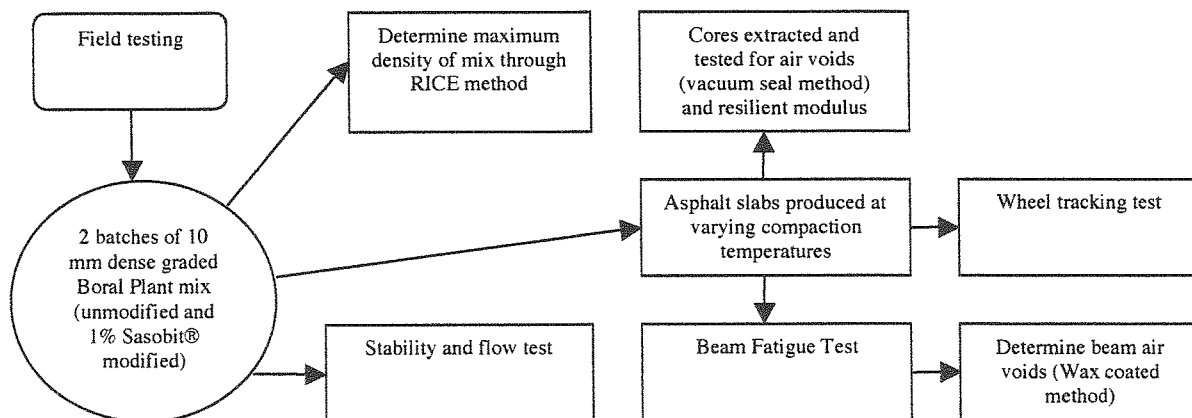 Field testing
Determine maximum
density of mix through
RICE method
Cores extracted and
tested for air voids
(vacuum seal method)
and resilient modulus
2 batches of 10
mm dense graded
Boral Plant mix
(unmodified and
1% Sasobit®
modified)
Asphalt slabs produced at
varying compaction
temperatures
Wheel tracking test
Stability and flow test
Beam Fatigue Test
Determine beam air
voids (Wax coated
method)